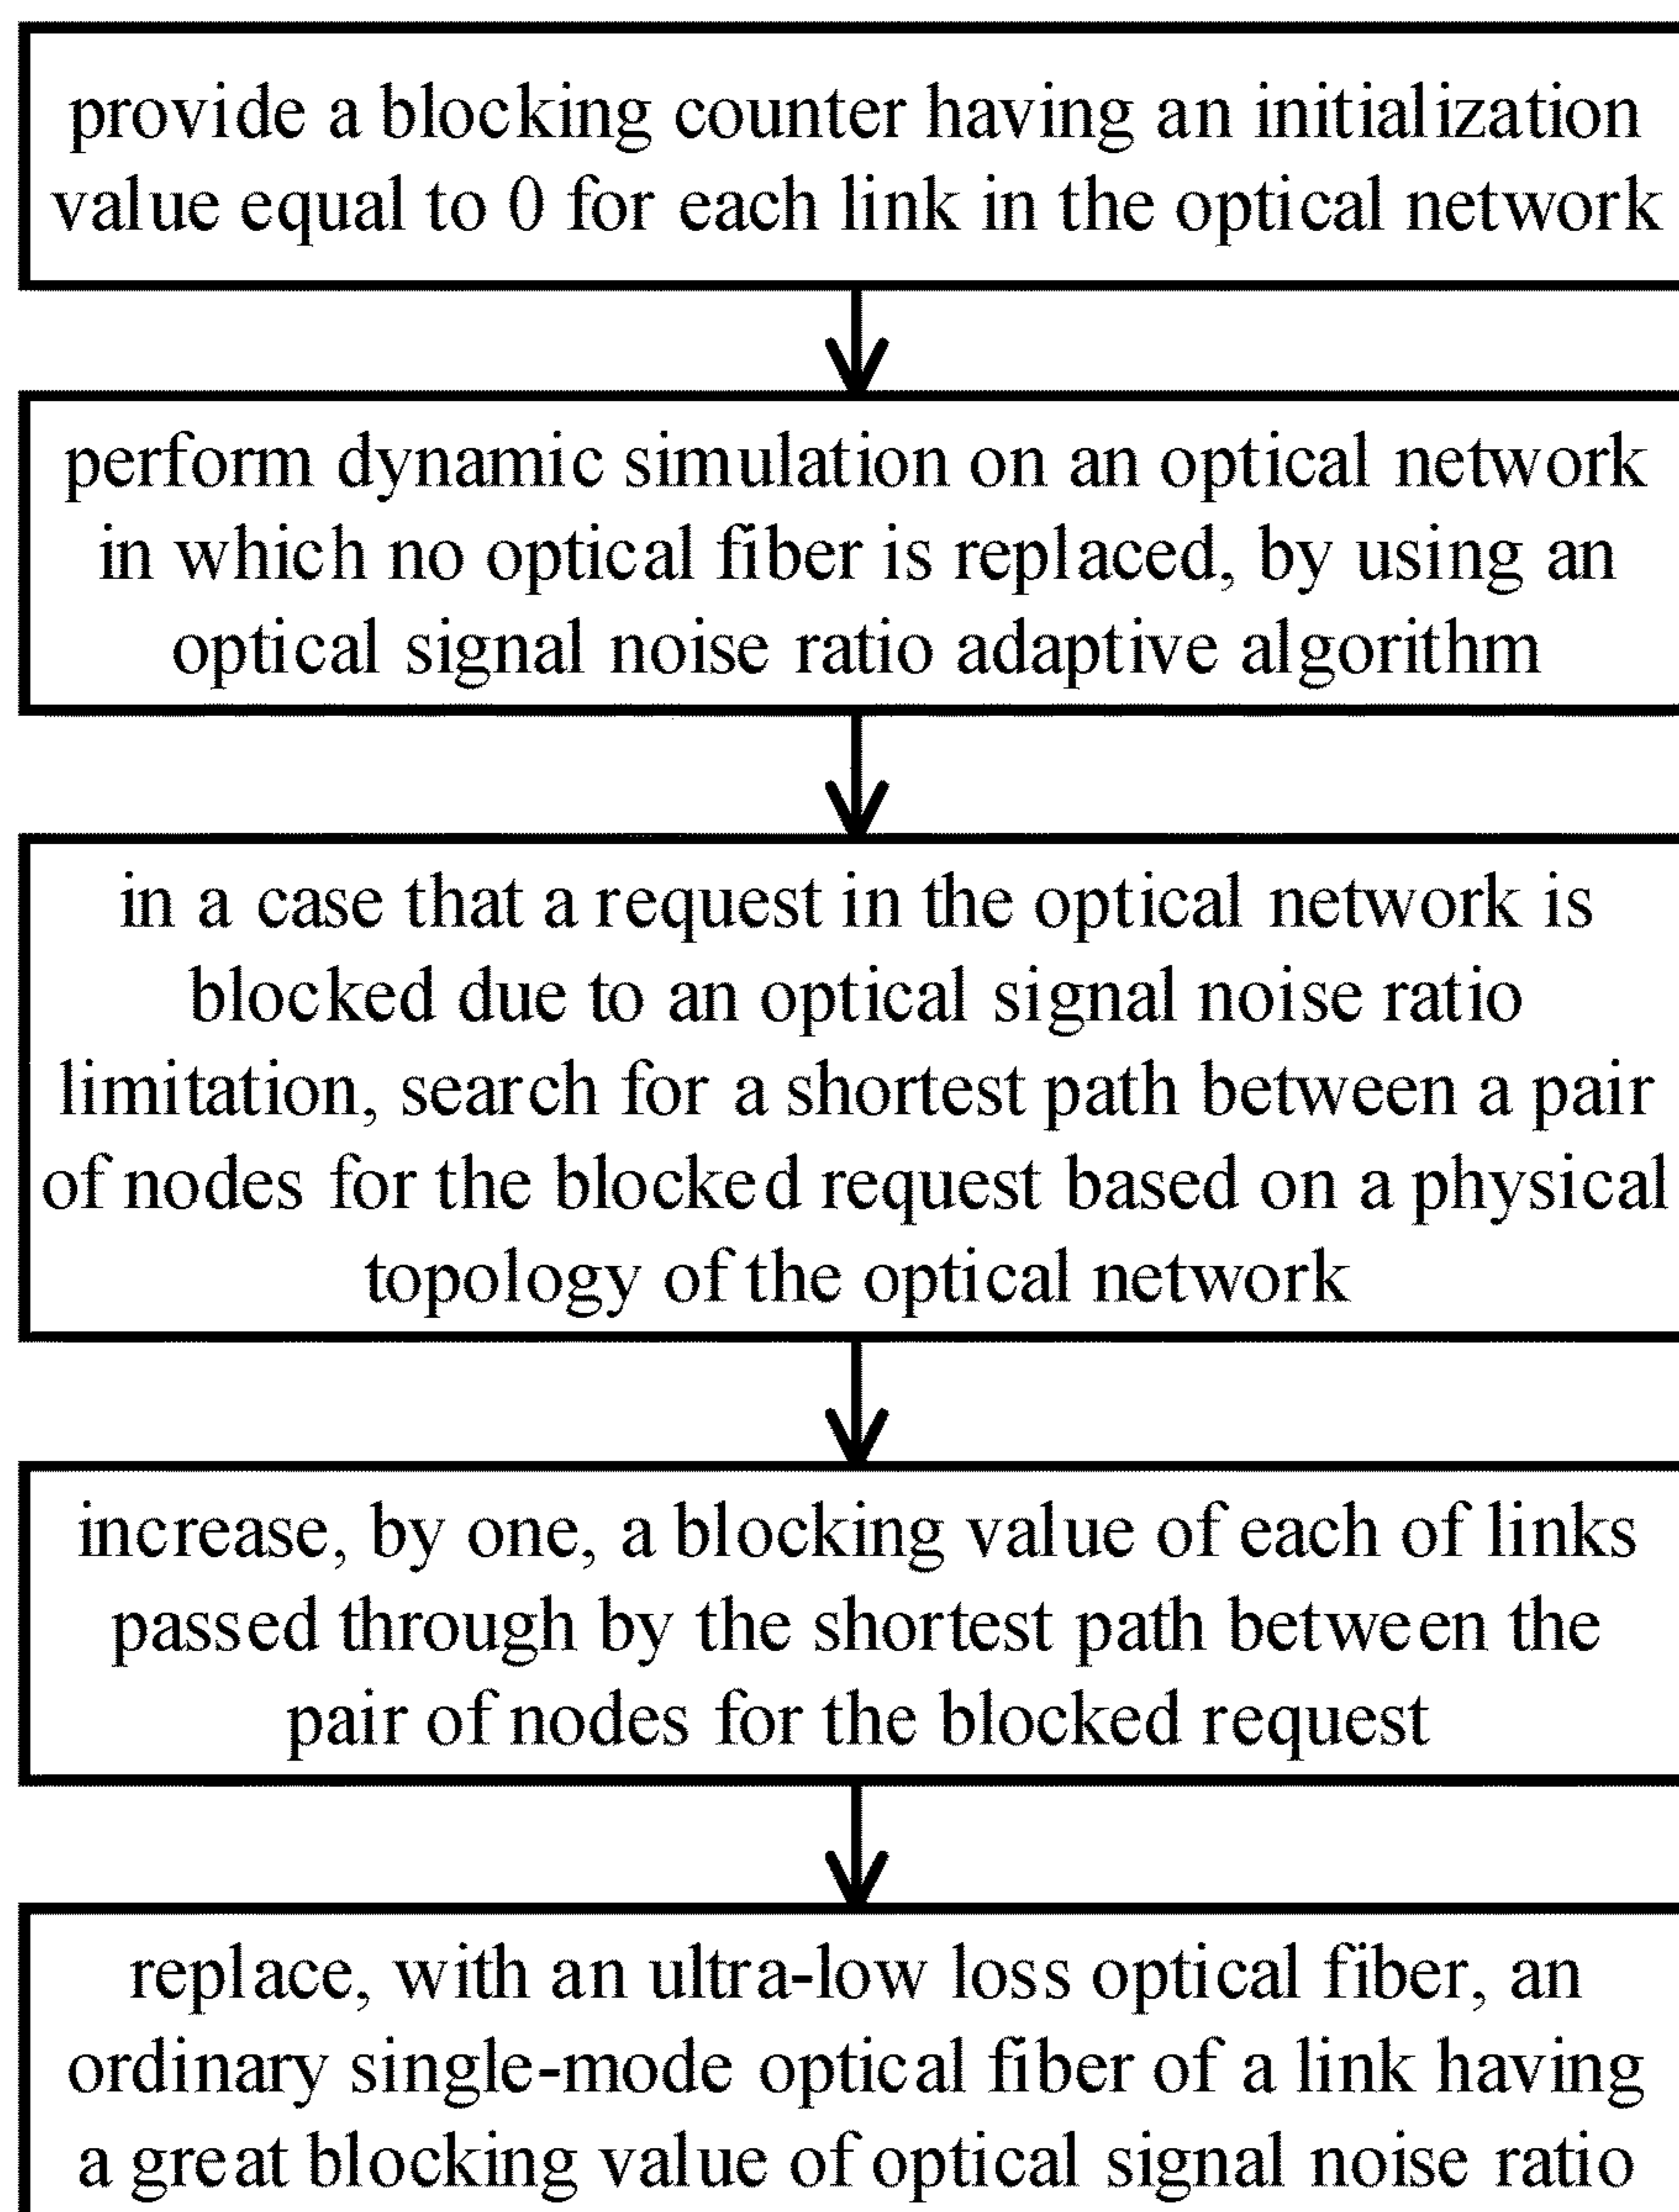 provide a blocking counter having an initialization
value equal to 0 for each link in the optical network
perform dynamic simulation on an optical network
in which no optical fiber is replaced, by using an
optical signal noise ratio adaptive algorithm
in a case that a request in the optical network is
blocked due to an optical signal noise ratio
limitation, search for a shortest path between a pair
of nodes for the blocked request based on a physical
topology of the optical network
increase, by one, a blocking value of each of links
passed through by the shortest path between the
pair of nodes for the blocked request
replace, with an ultra-low loss optical fiber, an
ordinary single-mode optical fiber of a link having
a great blocking value of optical signal noise ratio